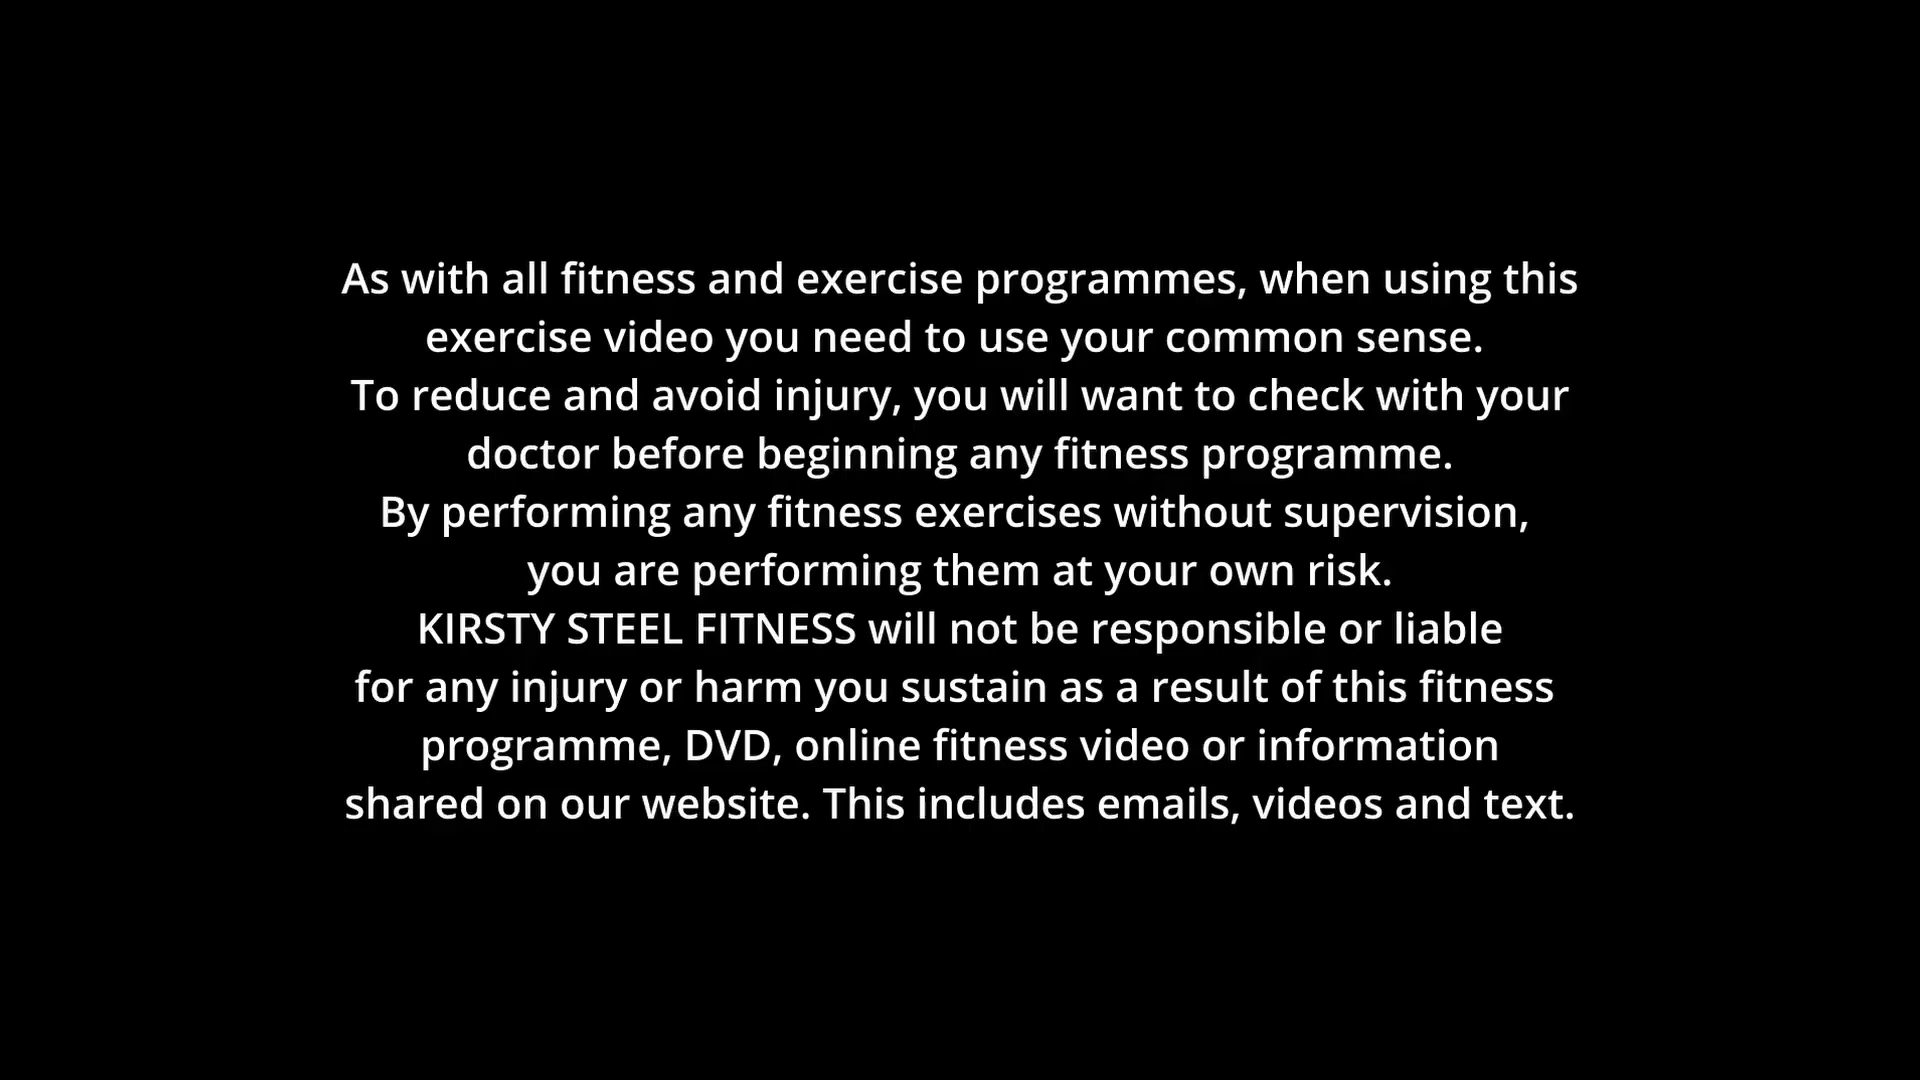 As with all fitness and exercise programmes, when using this
exercise video you need to use your common sense.
To reduce and avoid injury, you will want to check with your
doctor before beginning any fitness programme.
By performing any fitness exercises without supervision,
you are performing them at your own risk.
KIRSTY STEEL FITNESS will not be responsible or liable
for any injury or harm you sustain as a result of this fitness
programme, DVD, online fitness video or information
shared on our website. This includes emails, videos and text.